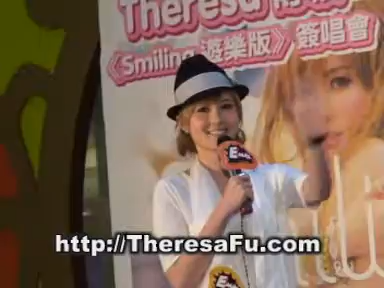 Theresa
《Smiling 遊樂版》簽唱會
http://TheresaFu.com